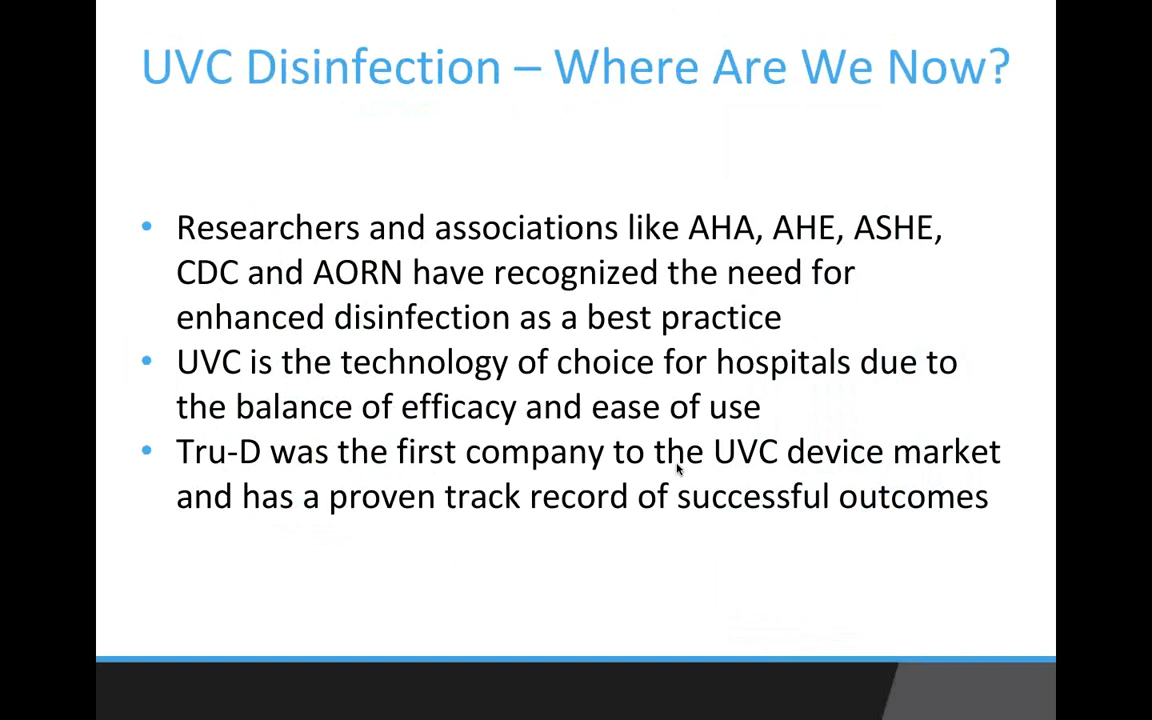 UVC Disinfection – Where Are We Now?
• Researchers and associations like AHA, AHE, ASHE,
CDC and AORN have recognized the need for
enhanced disinfection as a best practice
• UVC is the technology of choice for hospitals due to
the balance of efficacy and ease of use
• Tru-D was the first company to the UVC device market
and has a proven track record of successful outcomes